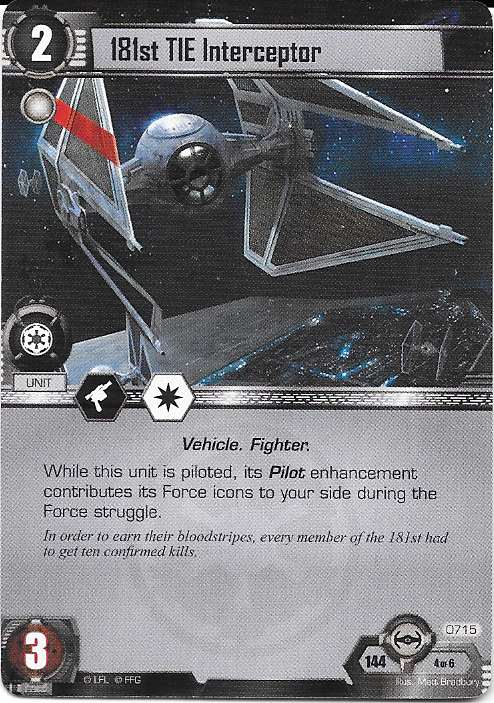 2
181st TIE Interceptor
UNIT
Vehicle. Fighter.
While this unit is piloted, its Pilot enhancement
contributes its Force icons to your side during the
Force struggle.
In order to earn their bloodstripes, every member of the 181st had
to get ten confirmed kills.
3
© LFL © FFG
0715
144
4 of 6
Illus. Matt Bradbury